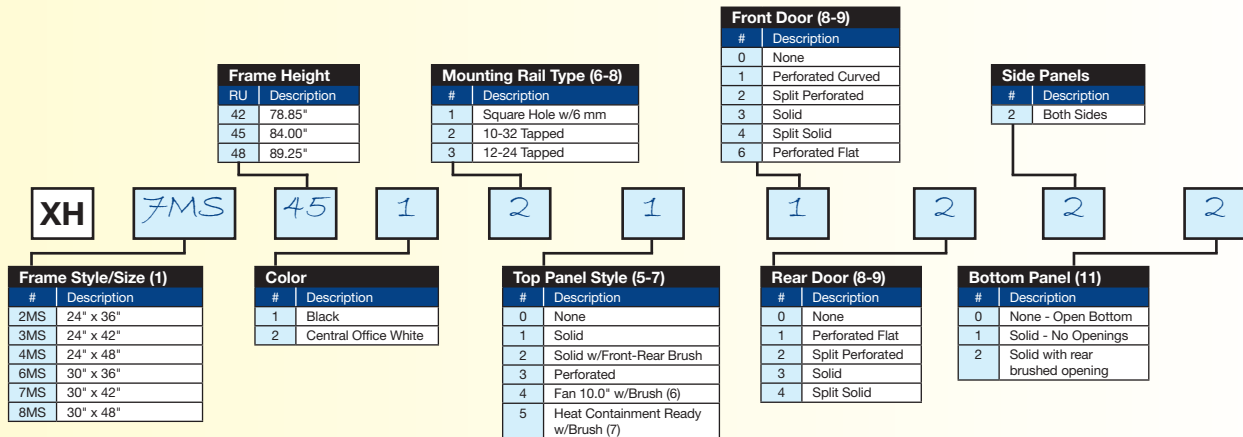 Front Door (8-9)
# Description
0 None
1 Perforated Curved
2 Split Perforated
3 Solid
4 Split Solid
6 Perforated Flat
Frame Height
RU Description
42 78.85"
45 84.00"
48 89.25"
Mounting Rail Type (6-8)
# Description
1 Square Hole w/6 mm
2 10-32 Tapped
3 12-24 Tapped
Side Panels
# Description
2 Both Sides
XH 7MS 45 1 2 1 1 2 2 2
Frame Style/Size (1)
# Description
2MS 24" x 36"
3MS 24" x 42"
4MS 24" x 48"
6MS 30" x 36"
7MS 30" x 42"
8MS 30" x 48"
Color
# Description
1 Black
2 Central Office White
Top Panel Style (5-7)
# Description
0 None
1 Solid
2 Solid w/Front-Rear Brush
3 Perforated
4 Fan 10.0" w/Brush (6)
5 Heat Containment Ready
w/Brush (7)
Rear Door (8-9)
# Description
0 None
1 Perforated Flat
2 Split Perforated
3 Solid
4 Split Solid
Bottom Panel (11)
# Description
0 None - Open Bottom
1 Solid - No Openings
2 Solid with rear
brushed opening